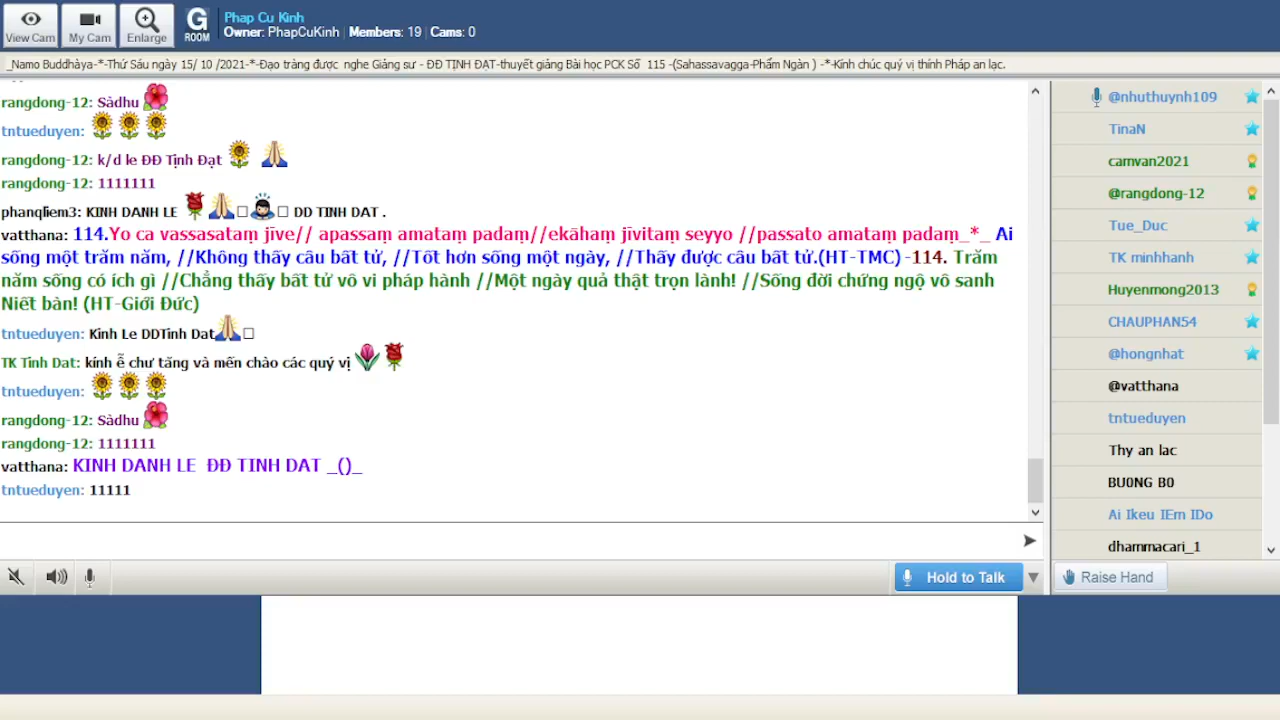 View Cam
My Cam
Enlarge
G
ROOM
Phap Cu Kinh
Owner: PhapCuKinh | Members: 19 | Cams: 0
_Namo Buddhàya-*-Thứ Sáu ngày 15/ 10 /2021-*-Đạo tràng được nghe Giảng sư - ĐĐ TỊNH ĐẠT-thuyết giảng Bài học PCK Số 115 -(Sahassavagga-Phẩm Ngàn ) -*-Kính chúc quý vị thính Pháp an lạc.
rangdong-12: Sàdhu
tntueduyen:
rangdong-12: k/d le ĐĐ Tịnh Đạt
rangdong-12: 1111111
phanqliem3: KINH DANH LE DD TINH DAT .
vatthana: 114.Yo ca vassasataṃ jīve// apassaṃ amataṃ padaṃ//ekāhaṃ jīvitaṃ seyyo //passato amataṃ padaṃ_*_ Ai
sống một trăm năm, //Không thấy câu bất tử, //Tốt hơn sống một ngày, //Thấy được câu bất tử.(HT-TMC) -114. Trăm
năm sống có ích gì //Chẳng thấy bất tử vô vi pháp hành //Một ngày quả thật trọn lành! //Sống đời chứng ngộ vô sanh
Niết bàn! (HT-Giới Đức)
tntueduyen: Kinh Le DDTinh Dat
TK Tinh Dat: kính ễ chư tăng và mến chào các quý vị
tntueduyen:
rangdong-12: Sàdhu
rangdong-12: 1111111
vatthana: KINH DANH LE ĐĐ TINH DAT _()_
tntueduyen: 11111
@nhuthuynh109
TinaN
camvan2021
@rangdong-12
Tue_Duc
TK minhhanh
Huyenmong2013
CHAUPHAN54
@hongnhat
@vatthana
tntueduyen
Thy an lac
BU0NG B0
Ai Ikeu IEm IDo
dhammacari_1
Hold to Talk
Raise Hand